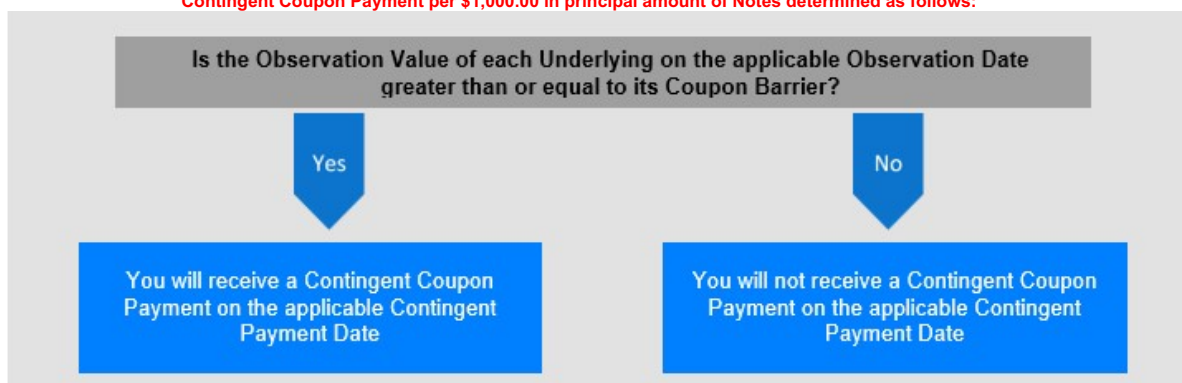 Contingent Coupon Payment per $1,000.00 in principal amount of Notes determined as follows:
Is the Observation Value of each Underlying on the applicable Observation Date
greater than or equal to its Coupon Barrier?
Yes
No
You will receive a Contingent Coupon
Payment on the applicable Contingent
Payment Date
You will not receive a Contingent Coupon
Payment on the applicable Contingent
Payment Date